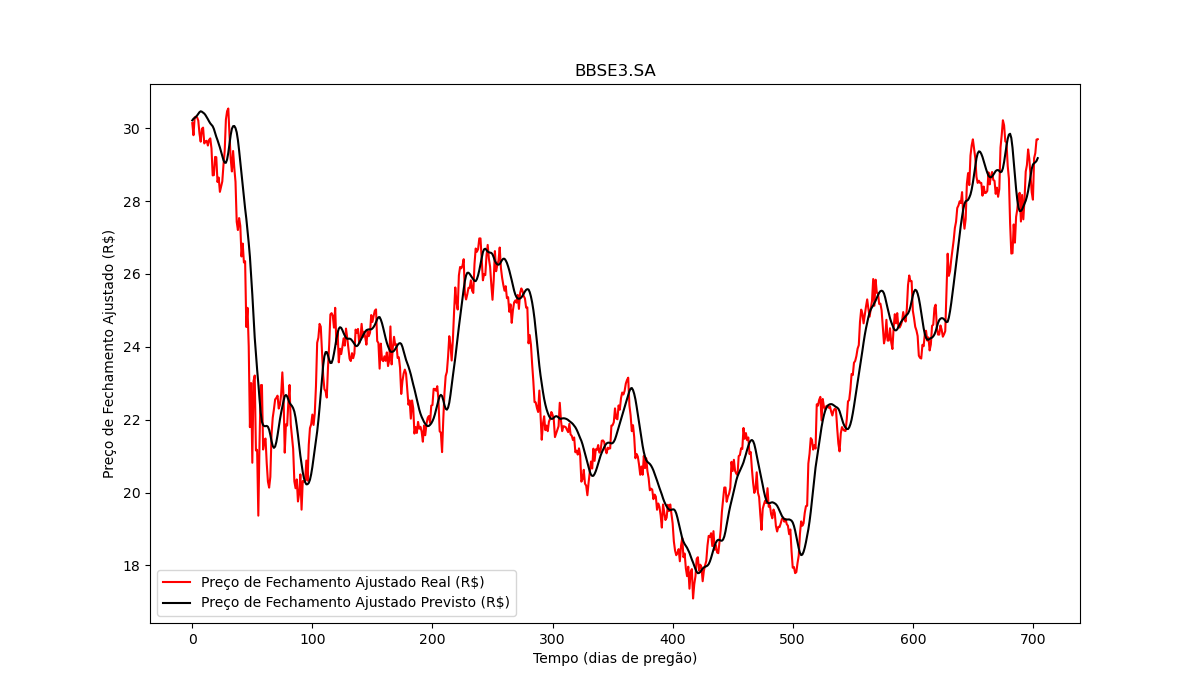 BBSE3.SA
Preço de Fechamento Ajustado (R$)
30
28
26
24
22
20
18
Preço de Fechamento Ajustado Real (R$)
Preço de Fechamento Ajustado Previsto (R$)
0 100 200 300 400 500 600 700
Tempo (dias de pregão)